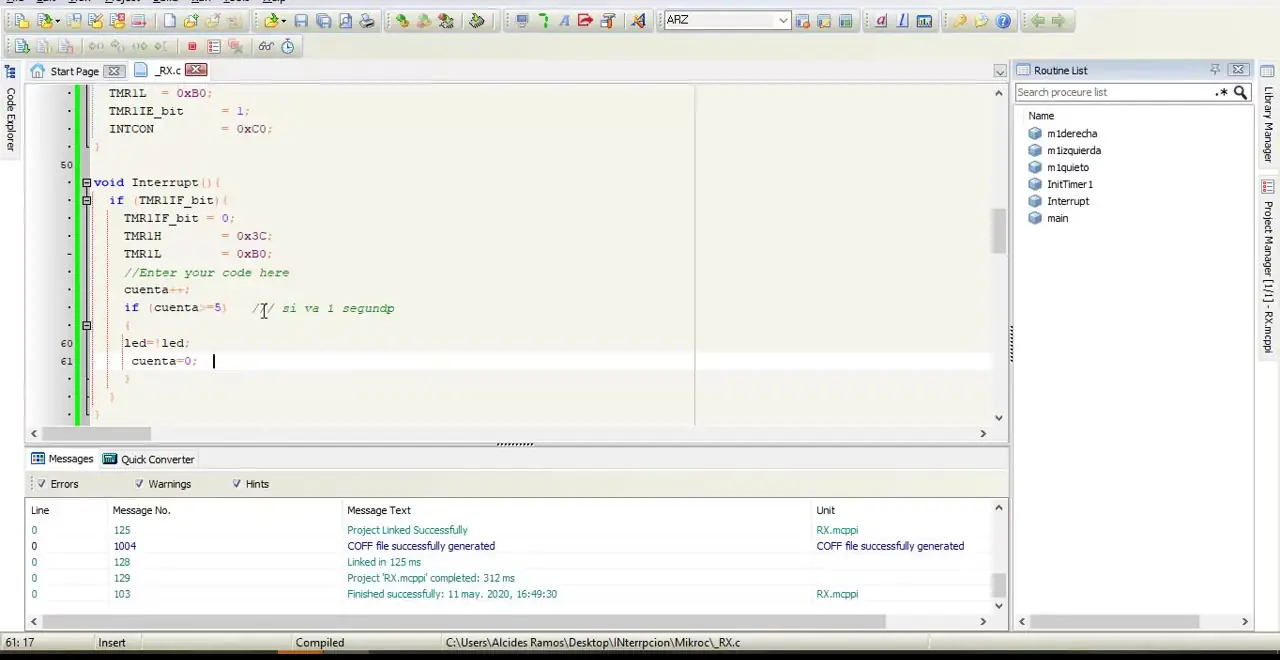 ARZ
Start Page
_RX.c
Code Explorer
TMR1L = 0xB0;
TMR1IE_bit = 1;
INTCON = 0xC0;
}
50
void Interrupt(){
if (TMR1IF_bit){
TMR1IF_bit = 0;
TMR1H = 0x3C;
TMR1L = 0xB0;
//Enter your code here
cuenta++;
if (cuenta>=5) /// si va 1 segundp
{
60 led=!led;
61 cuenta=0;
}
}
}
Routine List
Search proceure list
Name
m1derecha
m1izquierda
m1quieto
InitTimer1
Interrupt
main
Library Manager
Project Manager [1/1] - RX.mcppi
Messages Quick Converter
Errors Warnings Hints
Line Message No. Message Text Unit
0 125 Project Linked Successfully RX.mcppi
0 1004 COFF file successfully generated COFF file successfully generated
0 128 Linked in 125 ms
0 129 Project 'RX.mcppi' completed: 312 ms
0 103 Finished successfully: 11 may. 2020, 16:49:30 RX.mcppi
61: 17 Insert Compiled C:\Users\Alcides Ramos\Desktop\INterrpcion\Mikroc\_RX.c